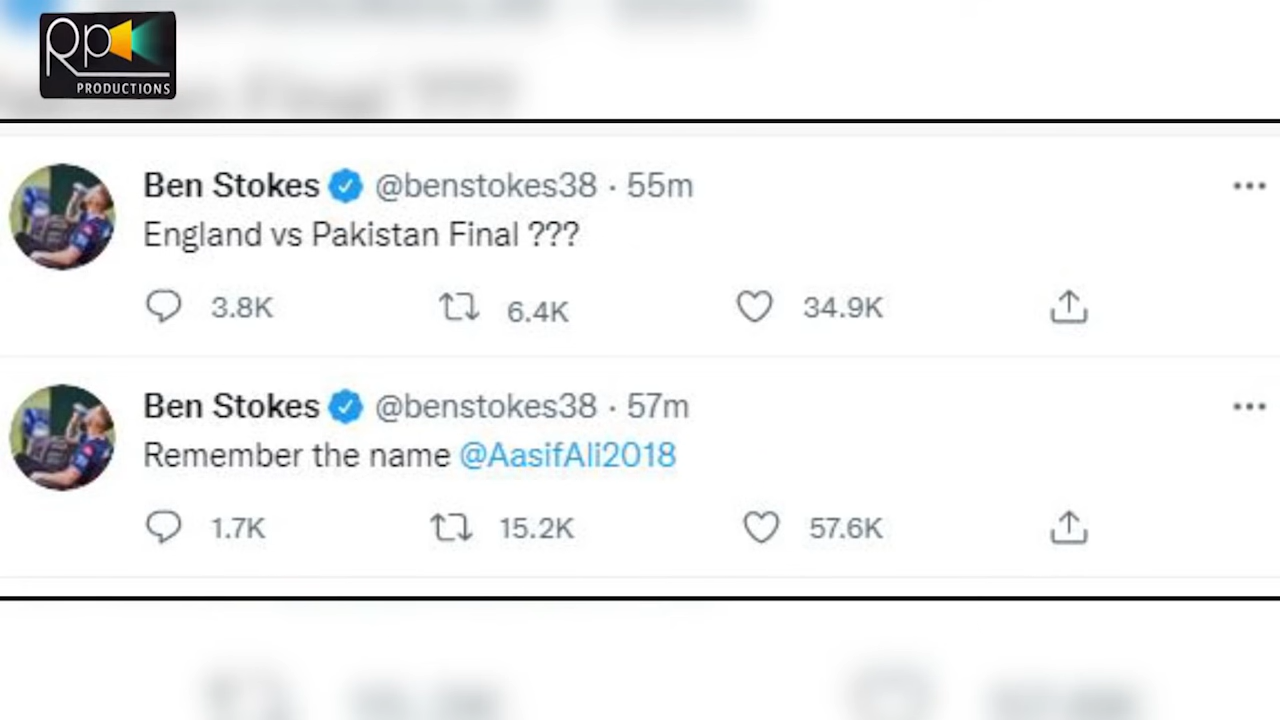 Rp
PRODUCTIONS
Ben Stokes @benstokes38 · 55m
England vs Pakistan Final ???
3.8K 6.4K 34.9K
Ben Stokes @benstokes38 · 57m
Remember the name @AasifAli2018
1.7K 15.2K 57.6K